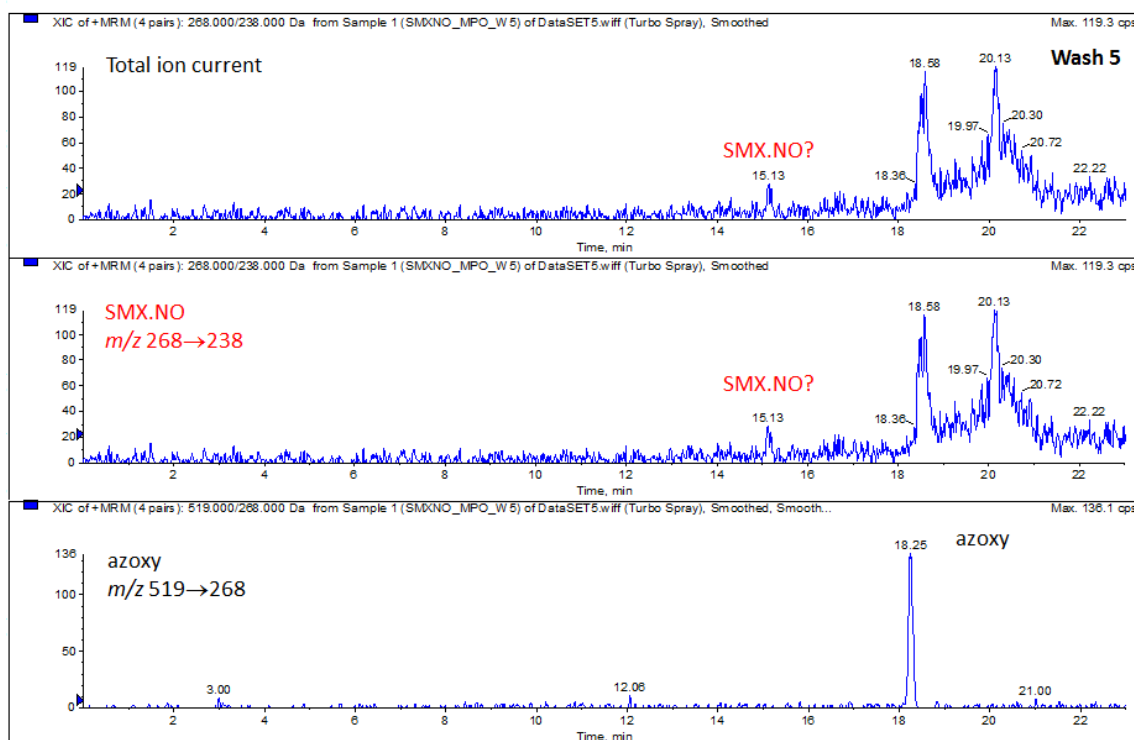 XIC of +MRM (4 pairs): 268.000/238.000 Da from Sample 1 (SMXNO_MPO_W5) of DataSET5.wiff (Turbo Spray), Smoothed Max. 119.3 cps.
Total ion current
Wash 5
SMX.NO?
119
100
80
60
40
20
0
15.13
18.36
18.58
19.97
20.13
20.30
20.72
22.22
2 4 6 8 10 12 14 16 18 20 22
Time, min
XIC of +MRM (4 pairs): 268.000/238.000 Da from Sample 1 (SMXNO_MPO_W5) of DataSET5.wiff (Turbo Spray), Smoothed Max. 119.3 cps.
SMX.NO
m/z 268→238
SMX.NO?
119
100
80
60
40
20
0
15.13
18.36
18.58
19.97
20.13
20.30
20.72
22.22
2 4 6 8 10 12 14 16 18 20 22
Time, min
XIC of +MRM (4 pairs): 519.000/268.000 Da from Sample 1 (SMXNO_MPO_W5) of DataSET5.wiff (Turbo Spray), Smoothed, Smooth... Max. 136.1 cps.
azoxy
m/z 519→268
azoxy
136
100
50
0
3.00
12.06
18.25
21.00
2 4 6 8 10 12 14 16 18 20 22
Time, min